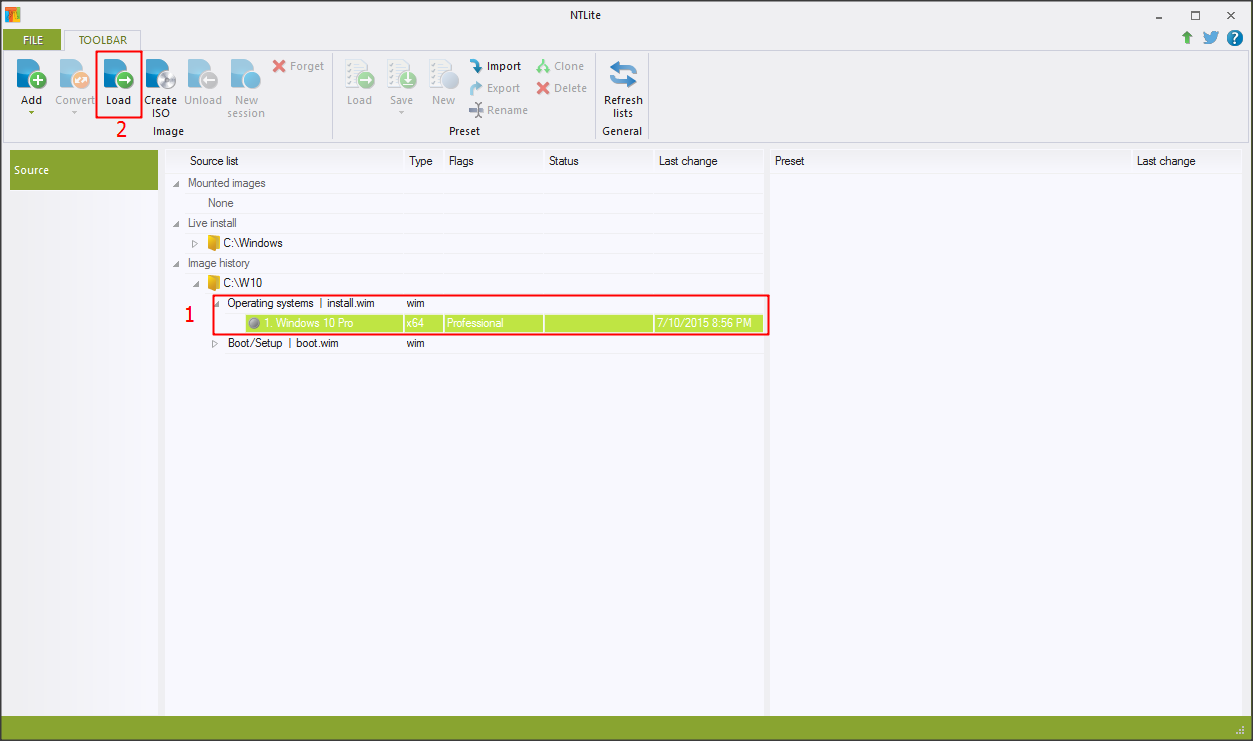 NTLite
FILE TOOLBAR
Add Convert Load Create ISO Unload New session Forget
Image
Load Save New Import Export Rename Clone Delete
Preset
Refresh lists
General
2
Source
Source list Type Flags Status Last change
Mounted images
None
Live install
C:\Windows
Image history
C:\W10
1
Operating systems | install.wim wim
1. Windows 10 Pro x64 Professional 7/10/2015 8:56 PM
Boot/Setup | boot.wim wim
Preset Last change